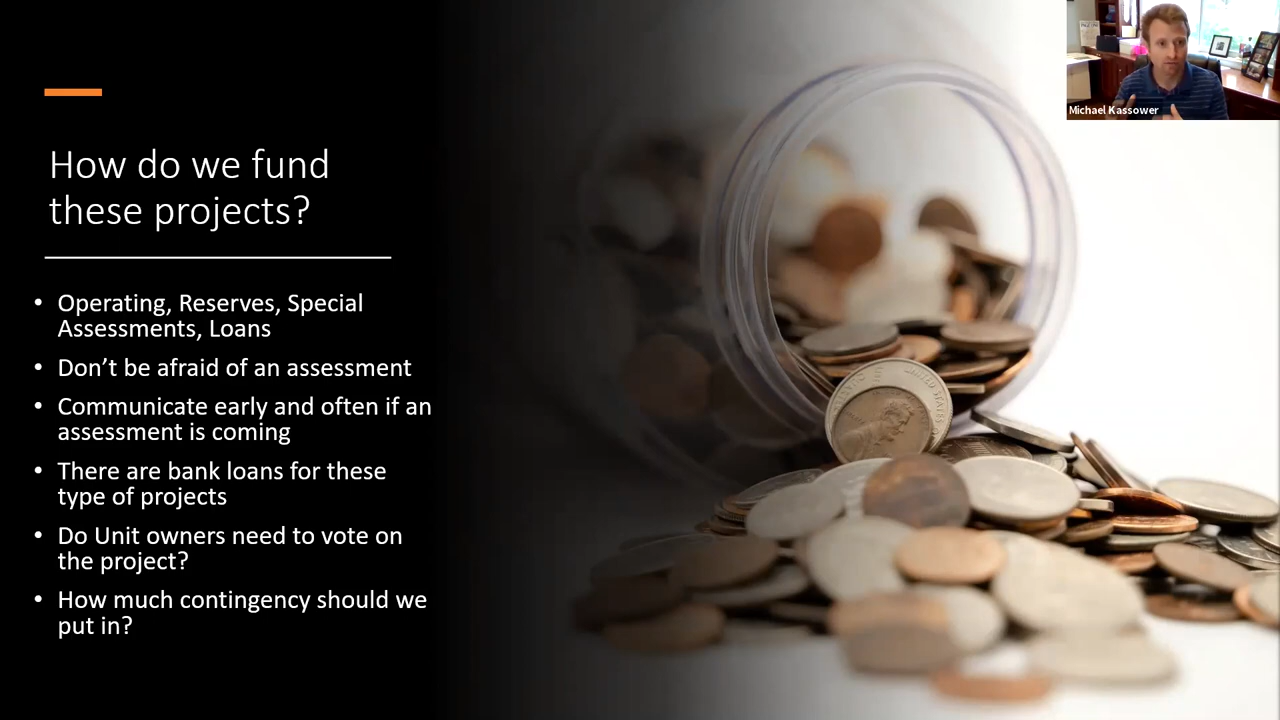 Michael Kassower
How do we fund
these projects?
• Operating, Reserves, Special
Assessments, Loans
• Don’t be afraid of an assessment
• Communicate early and often if an
assessment is coming
• There are bank loans for these
type of projects
• Do Unit owners need to vote on
the project?
• How much contingency should we
put in?